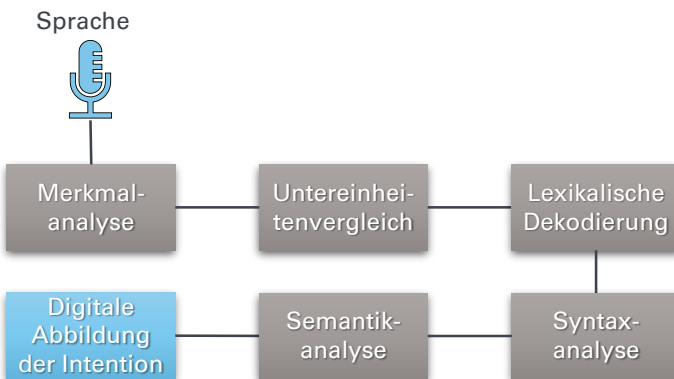 Sprache
Merkmal-
analyse
Untereinhei-
tenvergleich
Lexikalische
Dekodierung
Digitale
Abbildung
der Intention
Semantik-
analyse
Syntax-
analyse